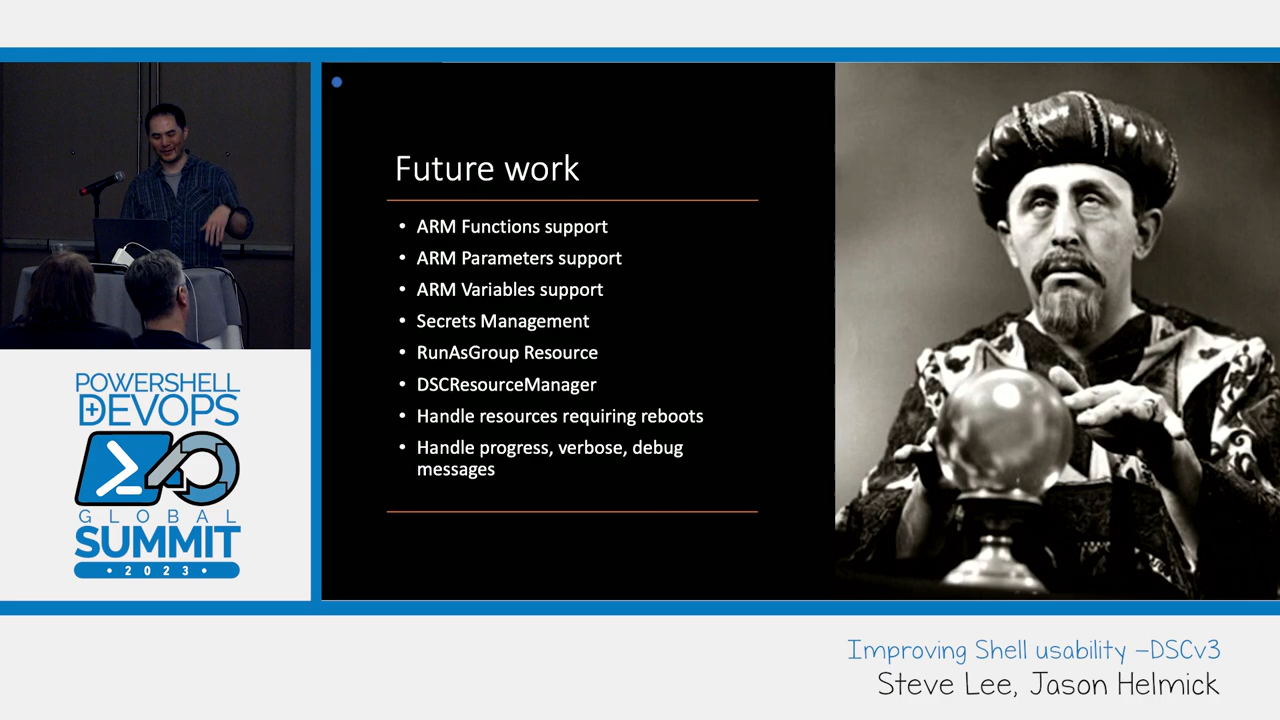 Future work
• ARM Functions support
• ARM Parameters support
• ARM Variables support
• Secrets Management
• RunAsGroup Resource
• DSCResourceManager
• Handle resources requiring reboots
• Handle progress, verbose, debug
messages
POWERSHELL
+DEVOPS
GLOBAL
SUMMIT
• 2023 •
Improving Shell usability –DSCv3
Steve Lee, Jason Helmick